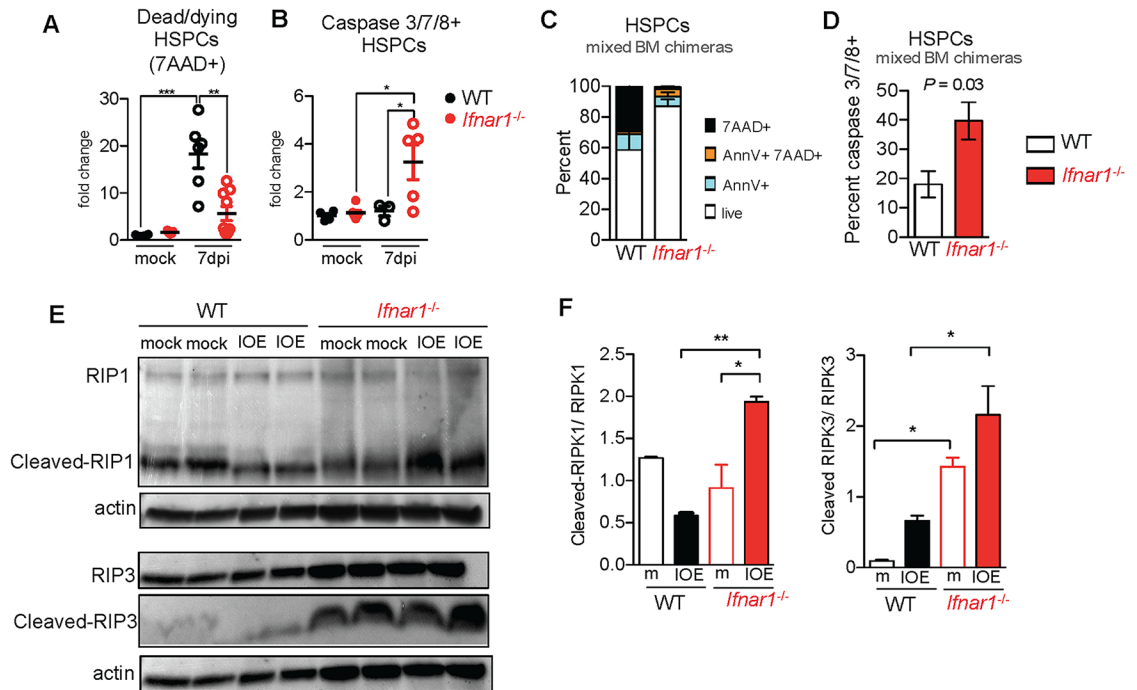 A
Dead/dying
HSPCs
(7AAD+)
fold change
30
20
10
0
***
**
mock
7dpi
B
Caspase 3/7/8+
HSPCs
fold change
6
4
2
0
*
*
mock
7dpi
WT
Ifnar1-/-
C
HSPCs
mixed BM chimeras
Percent
100
80
60
40
20
0
WT Ifnar1-/-
7AAD+
AnnV+ 7AAD+
AnnV+
live
D
HSPCs
mixed BM chimeras
P = 0.03
Percent caspase 3/7/8+
50
40
30
20
10
0
WT Ifnar1-/-
WT
Ifnar1-/-
E
WT Ifnar1-/-
mock mock IOE IOE mock mock IOE IOE
RIP1
Cleaved-RIP1
actin
RIP3
Cleaved-RIP3
actin
F
Cleaved-RIPK1/ RIPK1
2.5
2.0
1.5
1.0
0.5
0.0
**
*
m IOE m IOE
WT Ifnar1-/-
Cleaved RIPK3/ RIPK3
3
2
1
0
*
*
m IOE m IOE
WT Ifnar1-/-